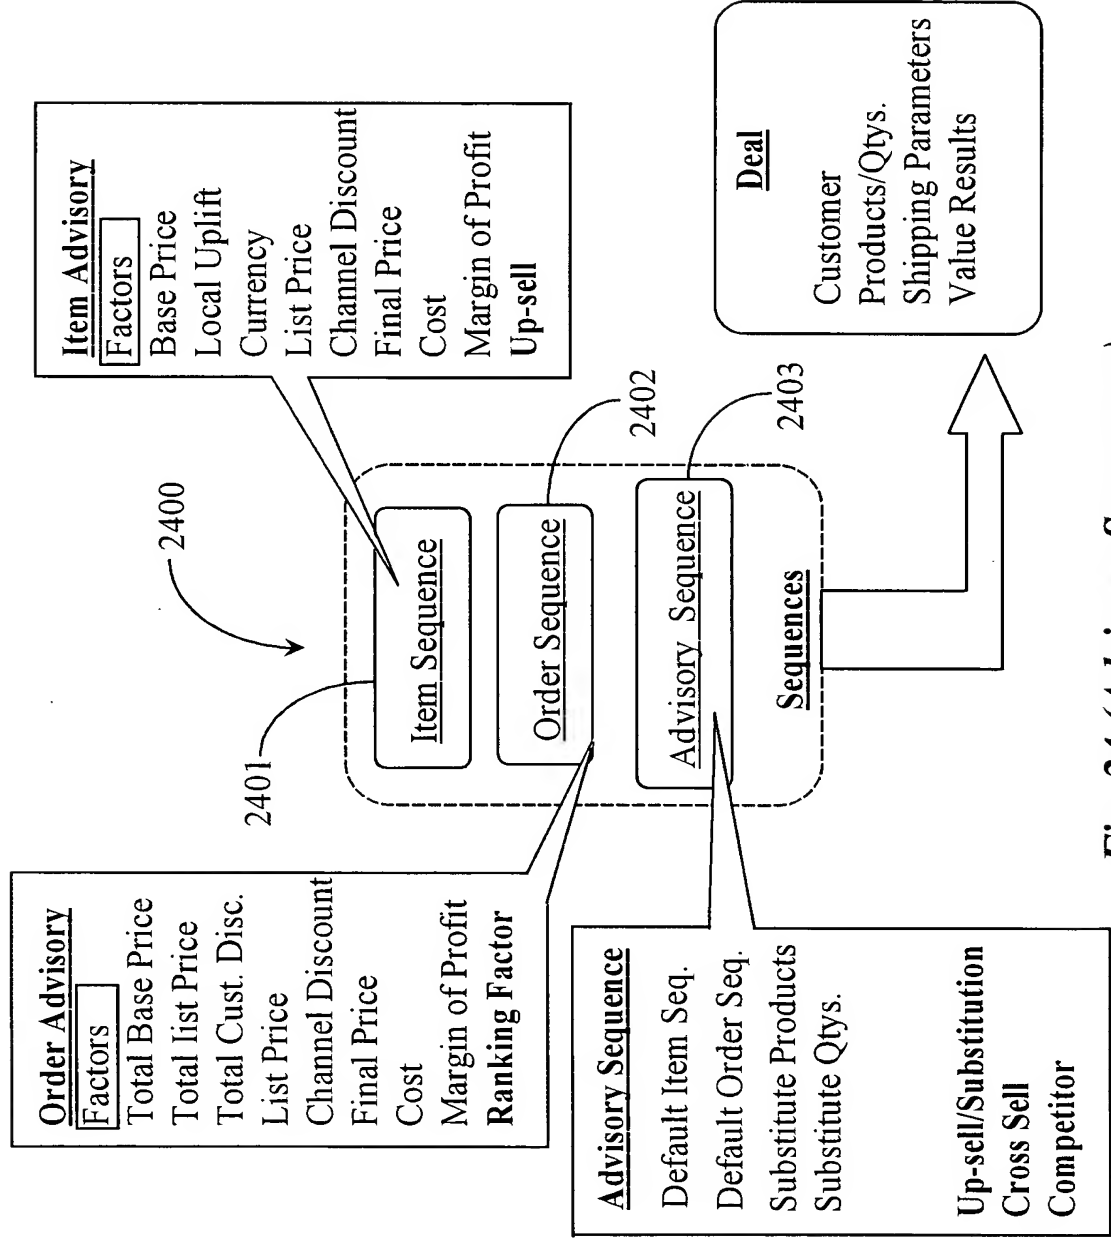 Order Advisory
Factors
Total Base Price
Total list Price
Total Cust. Disc.
List Price
Channel Discount
Final Price
Cost
Margin of Profit
Ranking Factor
Item Advisory
Factors
Base Price
Local Uplift
Currency
List Price
Channel Discount
Final Price
Cost
Margin of Profit
Up-sell
2400
2401
Item Sequence
Order Sequence
2402
Advisory Sequence
2403
Sequences
Advisory Sequence
Default Item Seq.
Default Order Seq.
Substitute Products
Substitute Qtys.
Up-sell/Substitution
Cross Sell
Competitor
Deal
Customer
Products/Qtys.
Shipping Parameters
Value Results